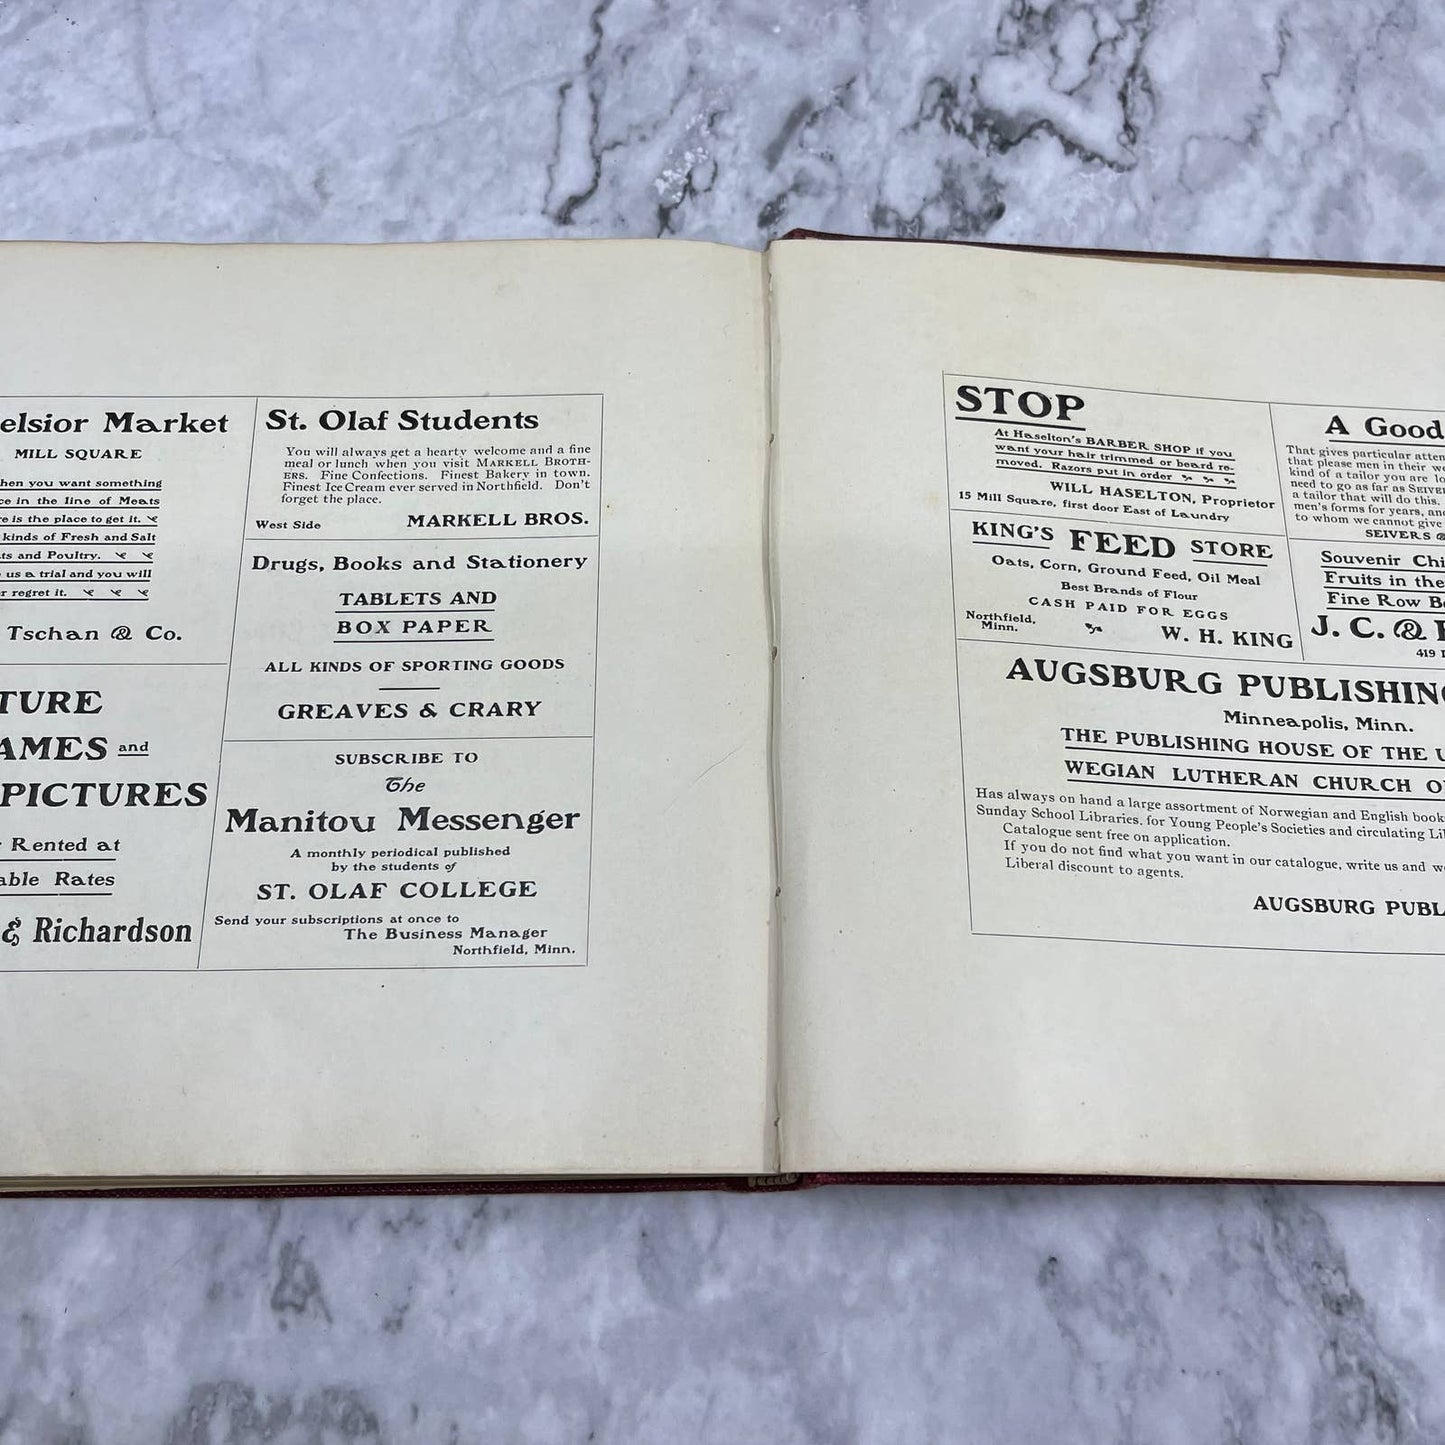 elsior Market
MILL SQUARE
hen you want something
ce in the line of Meats
re is the place to get it.
kinds of Fresh and Salt
ts and Poultry.
us a trial and you will
r regret it.
Tschan & Co.
TURE
AMES and
PICTURES
Rented at
able Rates
& Richardson
St. Olaf Students
You will always get a hearty welcome and a fine
meal or lunch when you visit MARKELL BROTH-
ERS. Fine Confections. Finest Bakery in town.
Finest Ice Cream ever served in Northfield. Don't
forget the place.
West Side MARKELL BROS.
Drugs, Books and Stationery
TABLETS AND
BOX PAPER
ALL KINDS OF SPORTING GOODS
GREAVES & CRARY
SUBSCRIBE TO
The
Manitou Messenger
A monthly periodical published
by the students of
ST. OLAF COLLEGE
Send your subscriptions at once to
The Business Manager
Northfield, Minn.
STOP
At Haselton's BARBER SHOP if you
want your hair trimmed or beard re-
moved. Razors put in order
WILL HASELTON, Proprietor
15 Mill Square, first door East of Laundry
KING'S FEED STORE
Oats, Corn, Ground Feed, Oil Meal
Best Brands of Flour
CASH PAID FOR EGGS
Northfield,
Minn.
W. H. KING
A Good
That gives particular atten
that please men in their we
kind of a tailor you are lo
need to go as far as SEIVER
a tailor that will do this.
men's forms for years, and
to whom we cannot give
SEIVERS &
Souvenir Chi
Fruits in the
Fine Row B
J. C. &
419
AUGSBURG PUBLISHING
Minneapolis, Minn.
THE PUBLISHING HOUSE OF THE U
WEGIAN LUTHERAN CHURCH O
Has always on hand a large assortment of Norwegian and English book
Sunday School Libraries, for Young People's Societies and circulating Li
Catalogue sent free on application.
If you do not find what you want in our catalogue, write us and w
Liberal discount to agents.
AUGSBURG PUBL